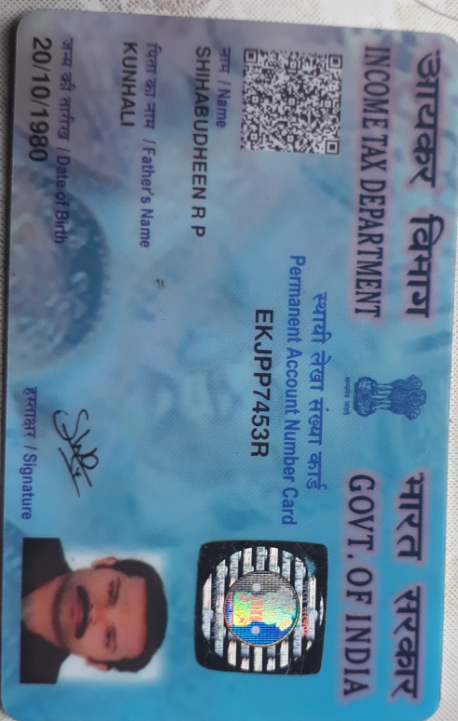 आयकर विभाग
INCOME TAX DEPARTMENT
भारत सरकार
GOVT. OF INDIA
सत्यमेव जयते
स्थायी लेखा संख्या कार्ड
Permanent Account Number Card
EKJPP7453R
नाम / Name
SHIHABUDHEEN R P
पिता का नाम / Father's Name
KUNHALI
जन्म की तारीख / Date of Birth
20/10/1980
हस्ताक्षर / Signature